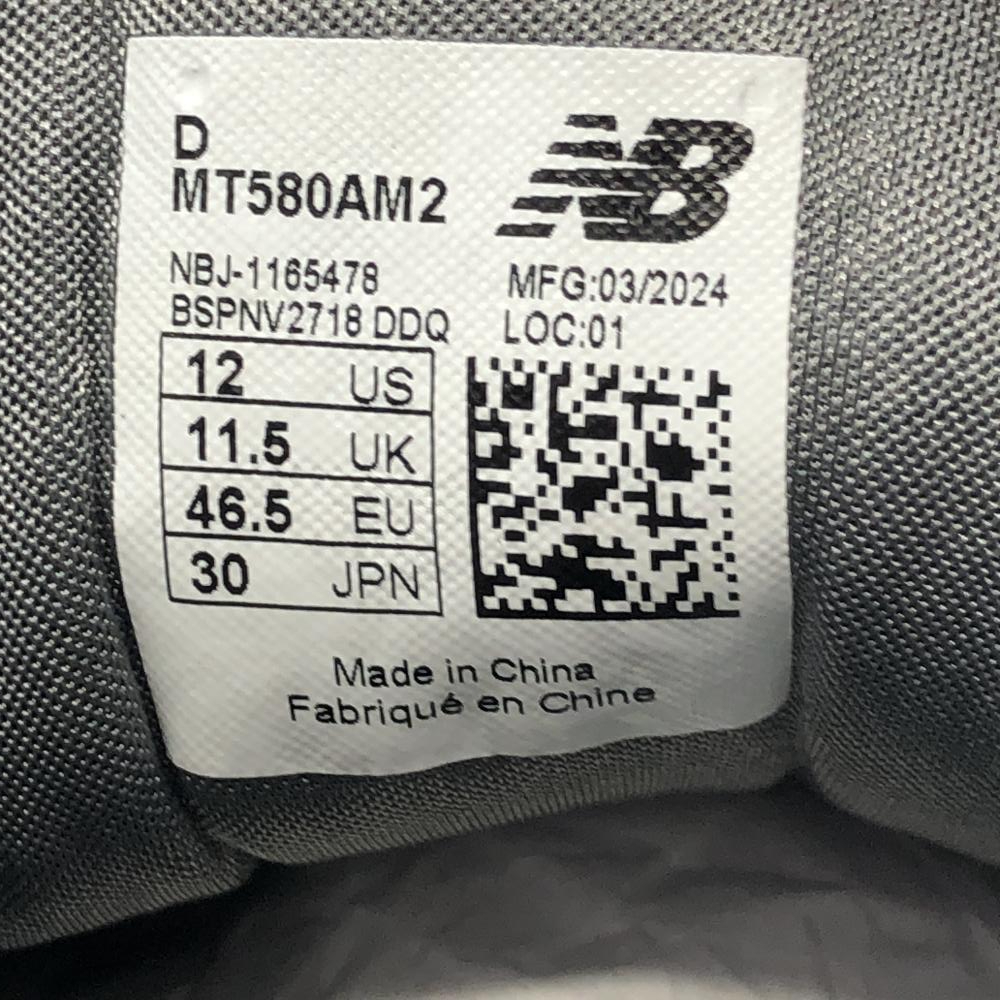 D
MT580AM2
NB
NBJ-1165478
BSPNV2718 DDQ
MFG:03/2024
LOC:01
12 US
11.5 UK
46.5 EU
30 JPN
Made in China
Fabriqué en Chine